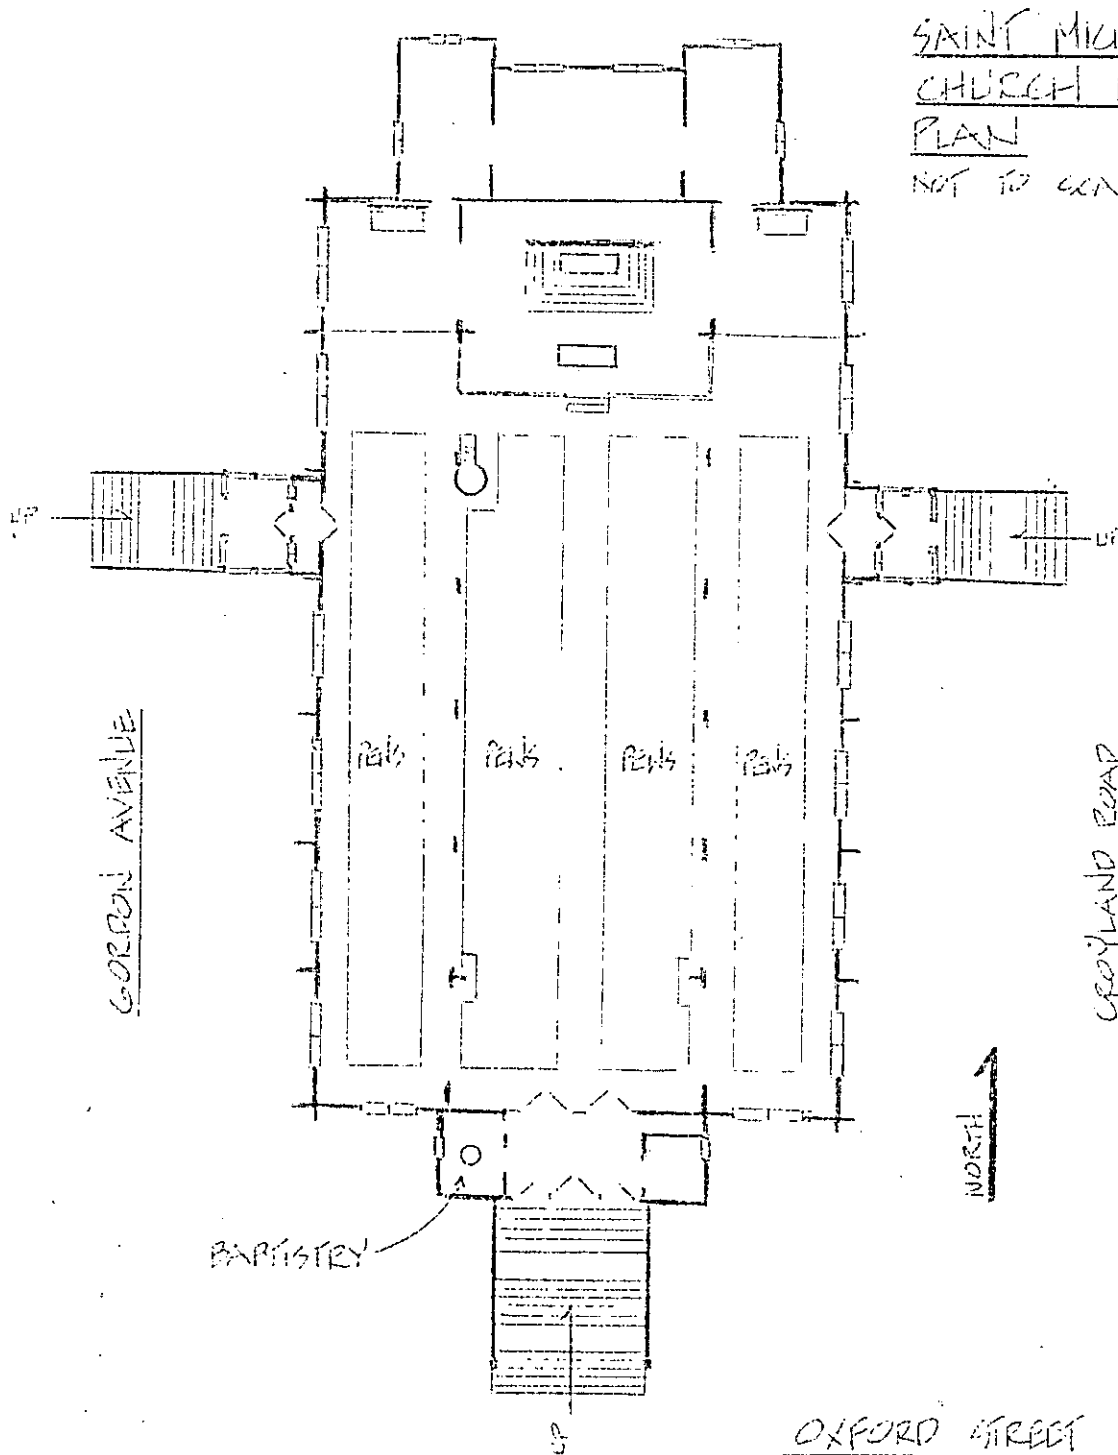 SAINT MIC
CHURCH
PLAN
NOT TO SCA
UP
UP
GORDON AVENUE
PEWS
PEWS
PEWS
PEWS
CROYLAND ROAD
NORTH
BAPTISTRY
UP
OXFORD STREET